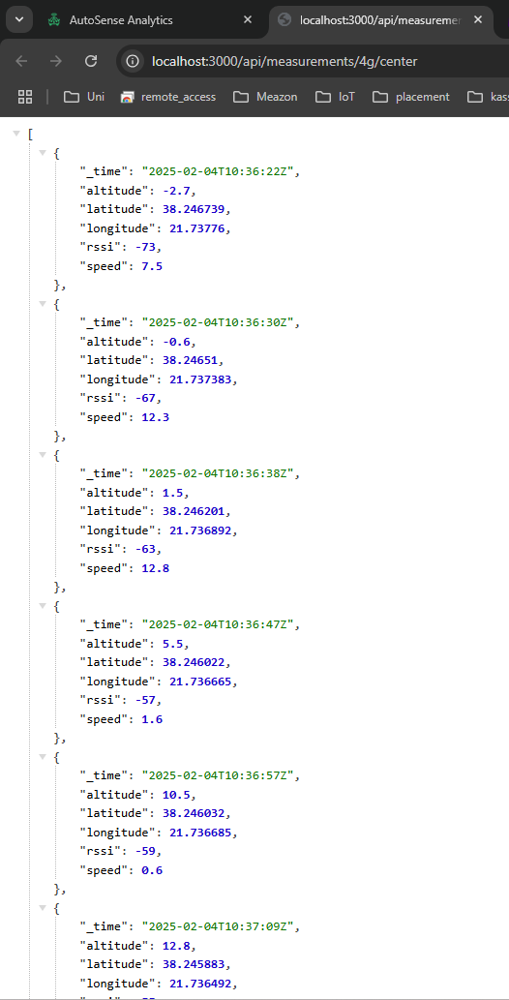 AutoSense Analytics
localhost:3000/api/measuremen
localhost:3000/api/measurements/4g/center
Uni remote_access Meazon IoT placement kas
[
{
"_time": "2025-02-04T10:36:22Z",
"altitude": -2.7,
"latitude": 38.246739,
"longitude": 21.73776,
"rssi": -73,
"speed": 7.5
},
{
"_time": "2025-02-04T10:36:30Z",
"altitude": -0.6,
"latitude": 38.24651,
"longitude": 21.737383,
"rssi": -67,
"speed": 12.3
},
{
"_time": "2025-02-04T10:36:38Z",
"altitude": 1.5,
"latitude": 38.246201,
"longitude": 21.736892,
"rssi": -63,
"speed": 12.8
},
{
"_time": "2025-02-04T10:36:47Z",
"altitude": 5.5,
"latitude": 38.246022,
"longitude": 21.736665,
"rssi": -57,
"speed": 1.6
},
{
"_time": "2025-02-04T10:36:57Z",
"altitude": 10.5,
"latitude": 38.246032,
"longitude": 21.736685,
"rssi": -59,
"speed": 0.6
},
{
"_time": "2025-02-04T10:37:09Z",
"altitude": 12.8,
"latitude": 38.245883,
"longitude": 21.736492,